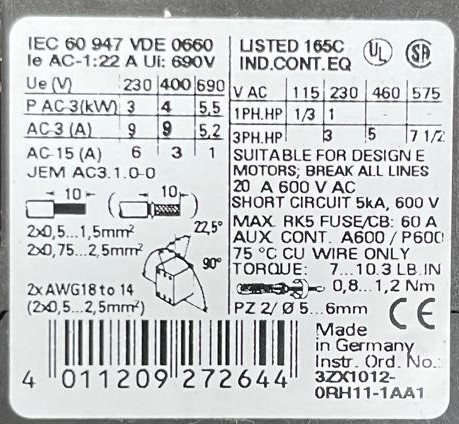 IEC 60 947 VDE 0660
Ie AC-1:22 A Ui: 690V
Ue (V) 230 400 690
P AC-3(kW) 3 4 5,5
AC-3 (A) 9 9 5,2
AC-15 (A) 6 3 1
JEM AC3.1.0-0
10 10
2x0,5...1,5mm²
2x0,75...2,5mm²
22,5°
90°
2x AWG18 to 14
(2x0,5...2,5mm²)
LISTED 165C
IND.CONT.EQ
UL SA
V AC 115 230 460 575
1PH.HP 1/3 1
3PH.HP 3 5 7 1/2
SUITABLE FOR DESIGN E
MOTORS; BREAK ALL LINES
20 A 600 V AC
SHORT CIRCUIT 5kA, 600 V
MAX. RK5 FUSE/CB: 60 A
AUX. CONT. A600 / P600
75 °C CU WIRE ONLY
TORQUE: 7...10.3 LB.IN
0,8...1,2 Nm
PZ 2/ Ø 5...6mm
CE
Made
in Germany
Instr. Ord. No.:
3ZX1012-
0RH11-1AA1
4 011209 272644